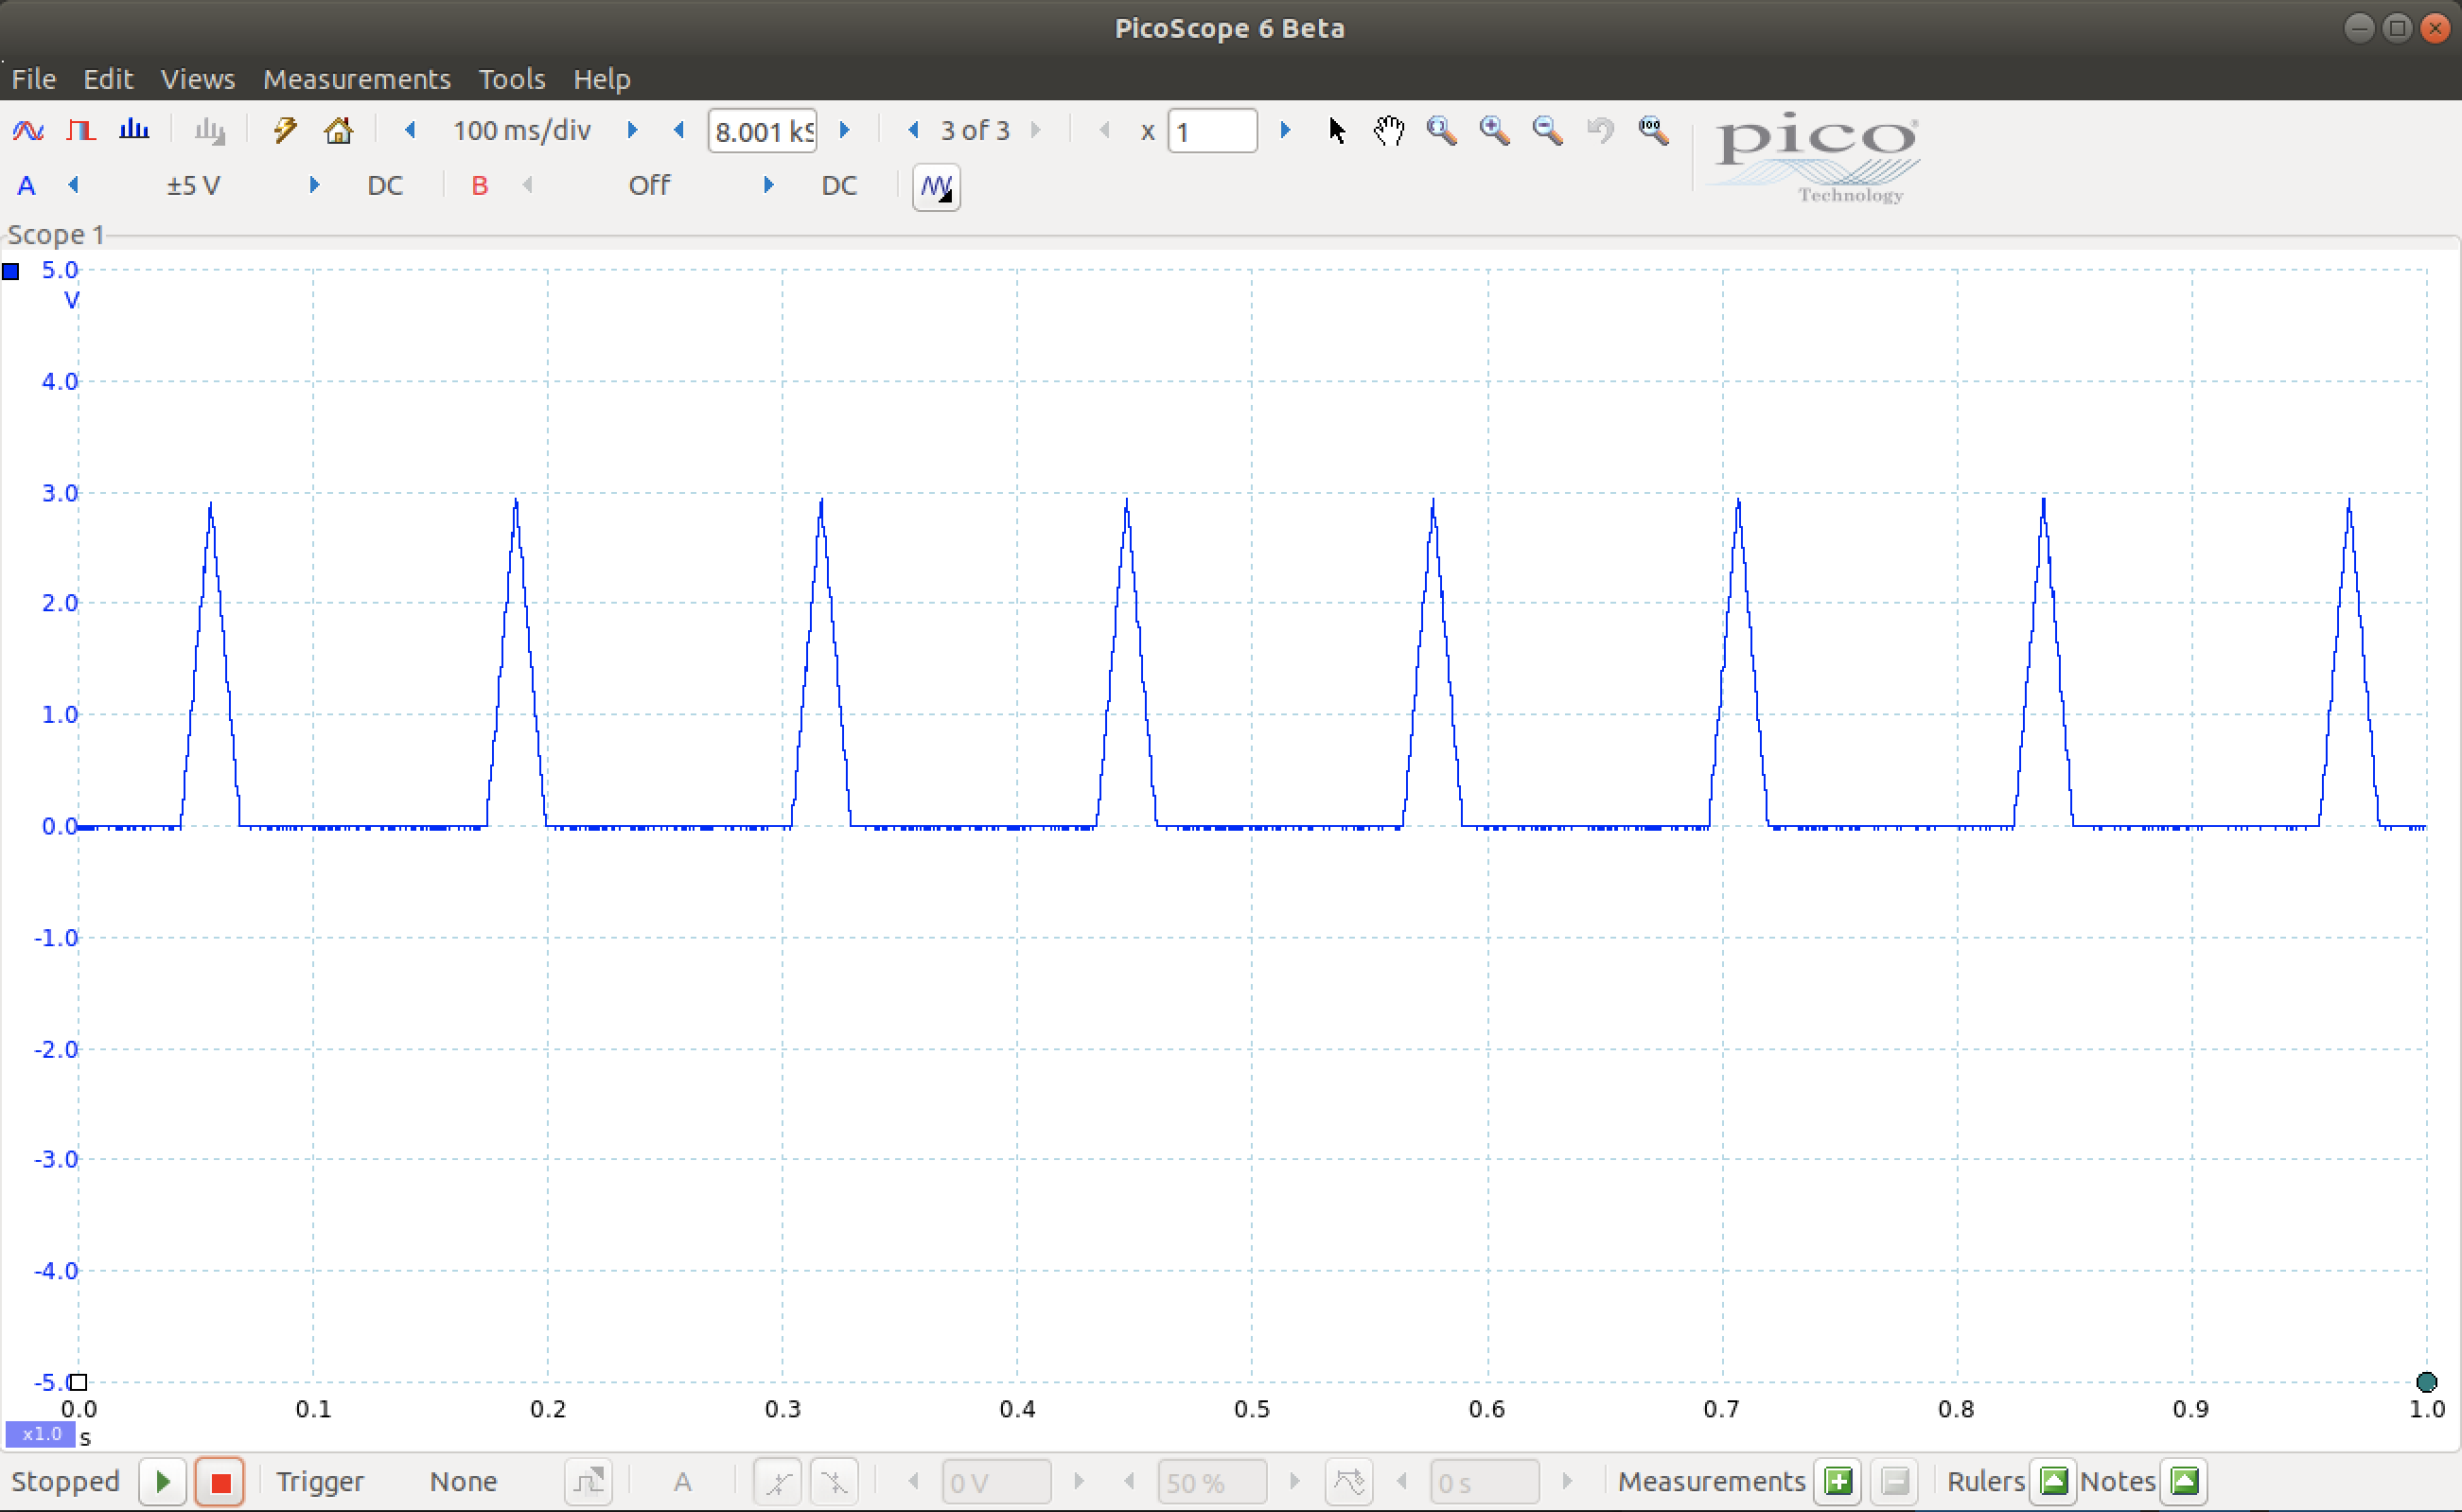 PicoScope 6 Beta
File Edit Views Measurements Tools Help
100 ms/div 8.001 kS 3 of 3 x 1
pico
Technology
A ±5 V DC B Off DC
Scope 1
5.0
V
4.0
3.0
2.0
1.0
0.0
-1.0
-2.0
-3.0
-4.0
-5.0
0.0 0.1 0.2 0.3 0.4 0.5 0.6 0.7 0.8 0.9 1.0
x1.0 s
Stopped Trigger None A 0 V 50 % 0 s Measurements Rulers Notes